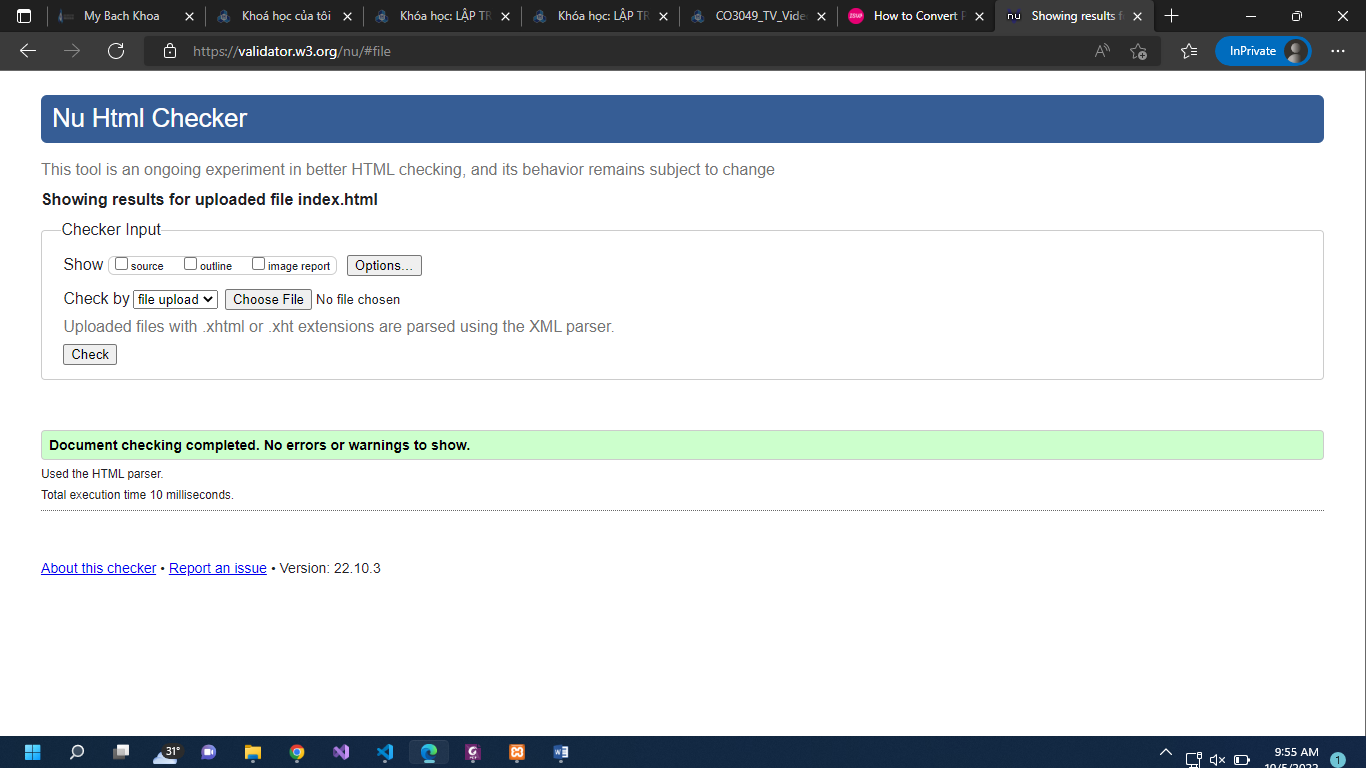 My Bach Khoa
Khoá học của tôi
Khóa học: LẬP TR
Khóa học: LẬP TR
CO3049_TV_Vide
How to Convert P
Showing results f
https://validator.w3.org/nu/#file
InPrivate
Nu Html Checker
This tool is an ongoing experiment in better HTML checking, and its behavior remains subject to change
Showing results for uploaded file index.html
Checker Input
Show source outline image report Options...
Check by file upload Choose File No file chosen
Uploaded files with .xhtml or .xht extensions are parsed using the XML parser.
Check
Document checking completed. No errors or warnings to show.
Used the HTML parser.
Total execution time 10 milliseconds.
About this checker • Report an issue • Version: 22.10.3
31°
9:55 AM
10/5/2022
1